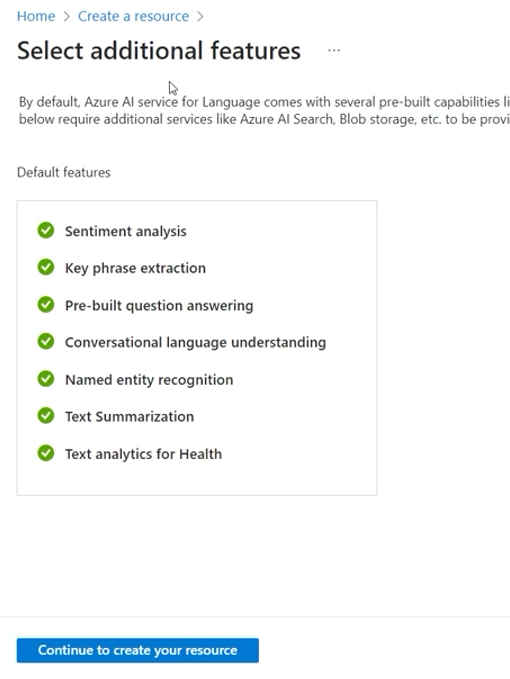 Home > Create a resource >
Select additional features ...
By default, Azure AI service for Language comes with several pre-built capabilities
below require additional services like Azure AI Search, Blob storage, etc. to be
Default features
Sentiment analysis
Key phrase extraction
Pre-built question answering
Conversational language understanding
Named entity recognition
Text Summarization
Text analytics for Health
Continue to create your resource